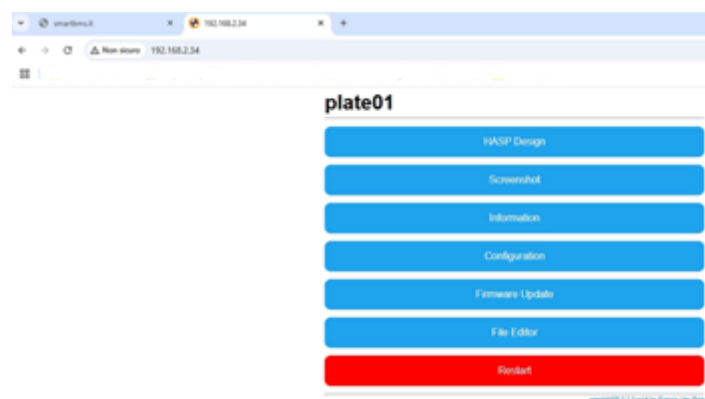 smartbms.it
192.168.2.34
Non sicuro 192.168.2.34
plate01
HASP Design
Screenshot
Information
Configuration
Firmware Update
File Editor
Restart